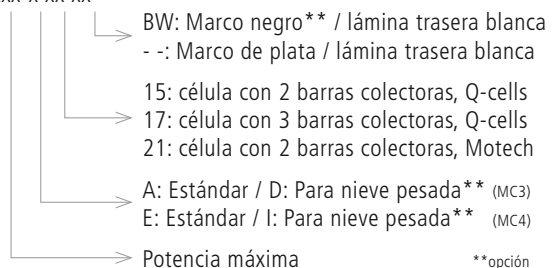 BW: Marco negro** / lámina trasera blanca
- -: Marco de plata / lámina trasera blanca
15: célula con 2 barras colectoras, Q-cells
17: célula con 3 barras colectoras, Q-cells
21: célula con 2 barras colectoras, Motech
A: Estándar / D: Para nieve pesada** (MC3)
E: Estándar / I: Para nieve pesada** (MC4)
Potencia máxima **opción